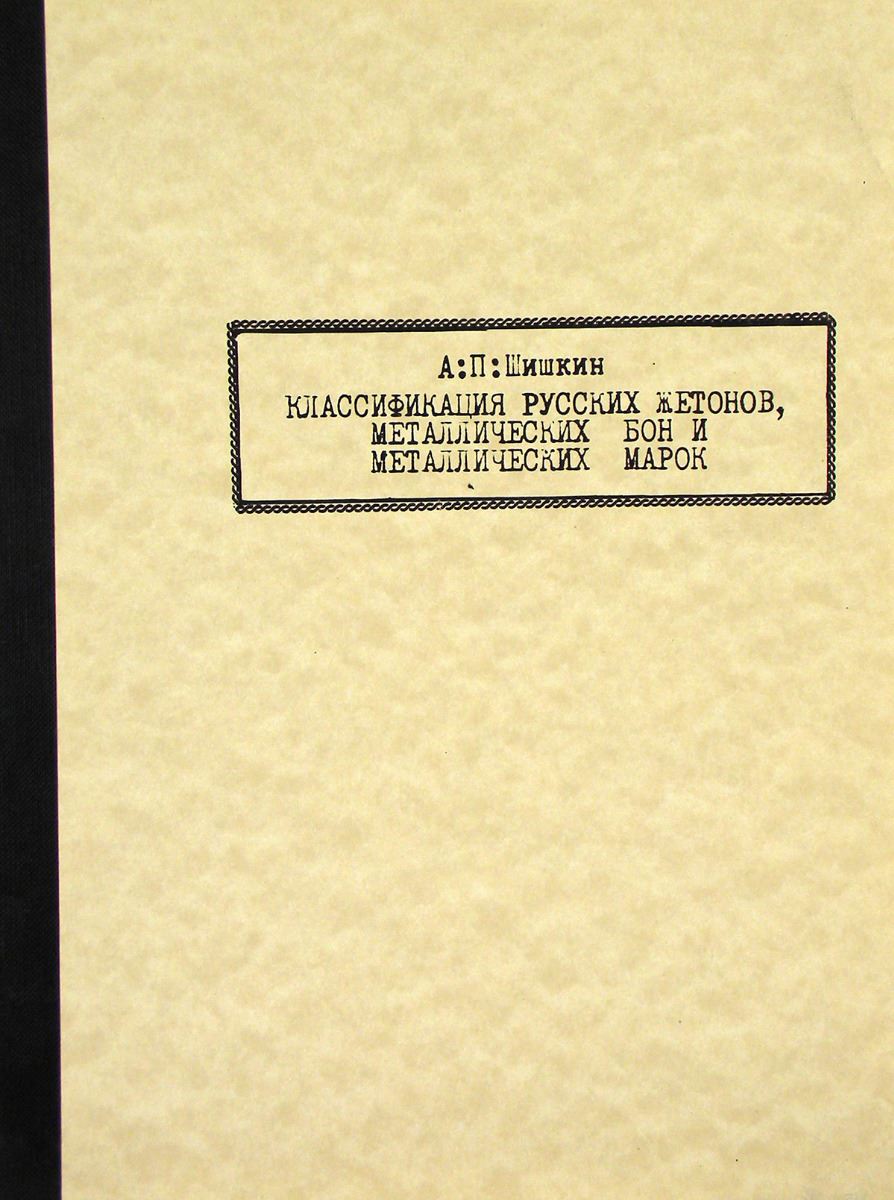 А:П:Шишкин
КЛАССИФИКАЦИЯ РУССКИХ ЖЕТОНОВ,
МЕТАЛЛИЧЕСКИХ БОН И
МЕТАЛЛИЧЕСКИХ МАРОК